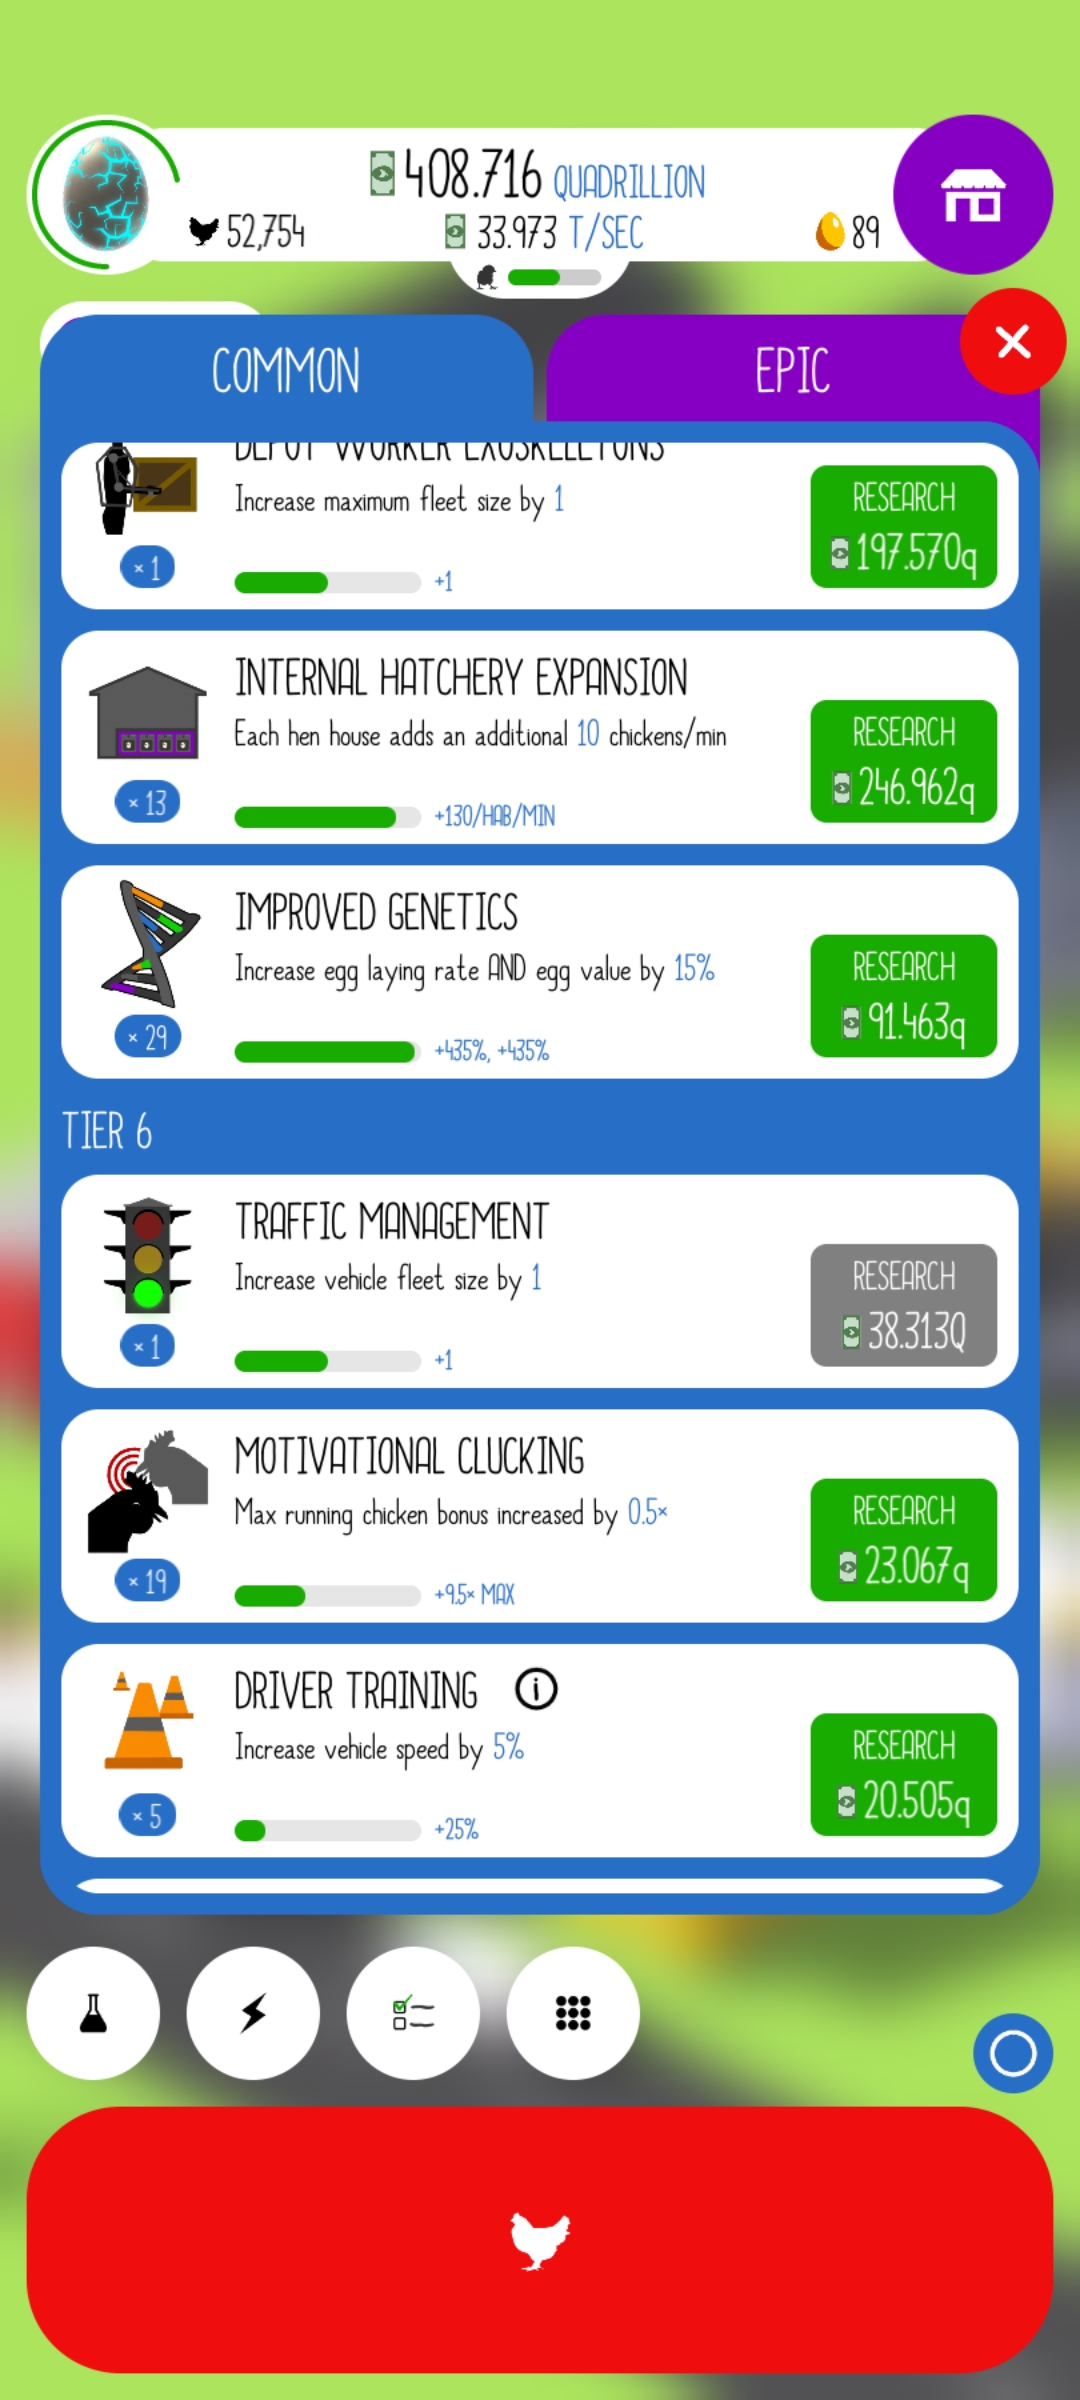 408.716 QUADRILLION
52,754
33.973 T/SEC
89
COMMON
EPIC
DEPOT WORKER EXOSKELETONS
Increase maximum fleet size by 1
RESEARCH
197.570q
× 1
+1
INTERNAL HATCHERY EXPANSION
Each hen house adds an additional 10 chickens/min
RESEARCH
246.962q
× 13
+130/HAB/MIN
IMPROVED GENETICS
Increase egg laying rate AND egg value by 15%
RESEARCH
91.463q
× 29
+435%, +435%
TIER 6
TRAFFIC MANAGEMENT
Increase vehicle fleet size by 1
RESEARCH
38.313Q
× 1
+1
MOTIVATIONAL CLUCKING
Max running chicken bonus increased by 0.5×
RESEARCH
23.067q
× 19
+9.5× MAX
DRIVER TRAINING i
Increase vehicle speed by 5%
RESEARCH
20.505q
× 5
+25%